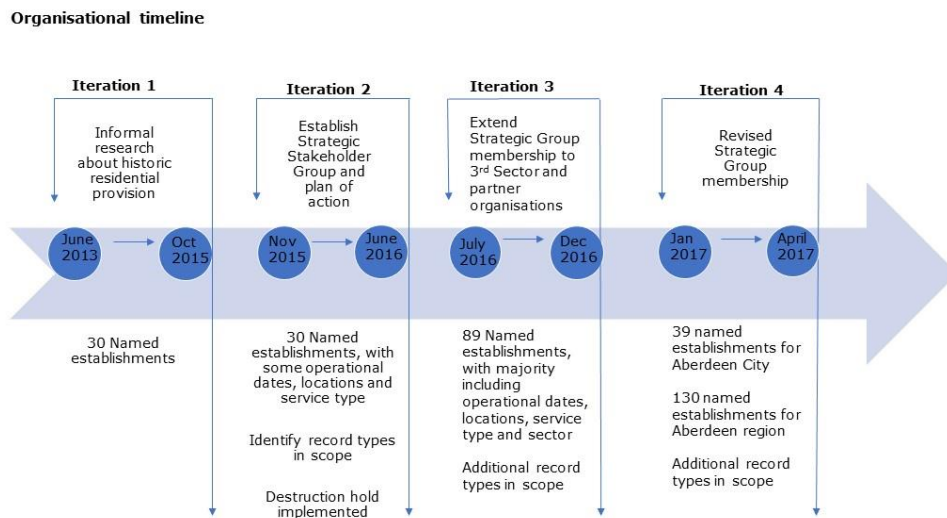 Organisational timeline
Iteration 1
Informal
research
about historic
residential
provision
June
2013
Oct
2015
30 Named
establishments
Iteration 2
Establish
Strategic
Stakeholder
Group and
plan of
action
Nov
2015
June
2016
30 Named
establishments, with
some operational
dates, locations and
service type
Identify record types
in scope
Destruction hold
implemented
Iteration 3
Extend
Strategic Group
membership to
3rd Sector and
partner
organisations
July
2016
Dec
2016
89 Named
establishments,
with majority
including
operational dates,
locations, service
type and sector
Additional record
types in scope
Iteration 4
Revised
Strategic
Group
membership
Jan
2017
April
2017
39 named
establishments for
Aberdeen City
130 named
establishments for
Aberdeen region
Additional record
types in scope